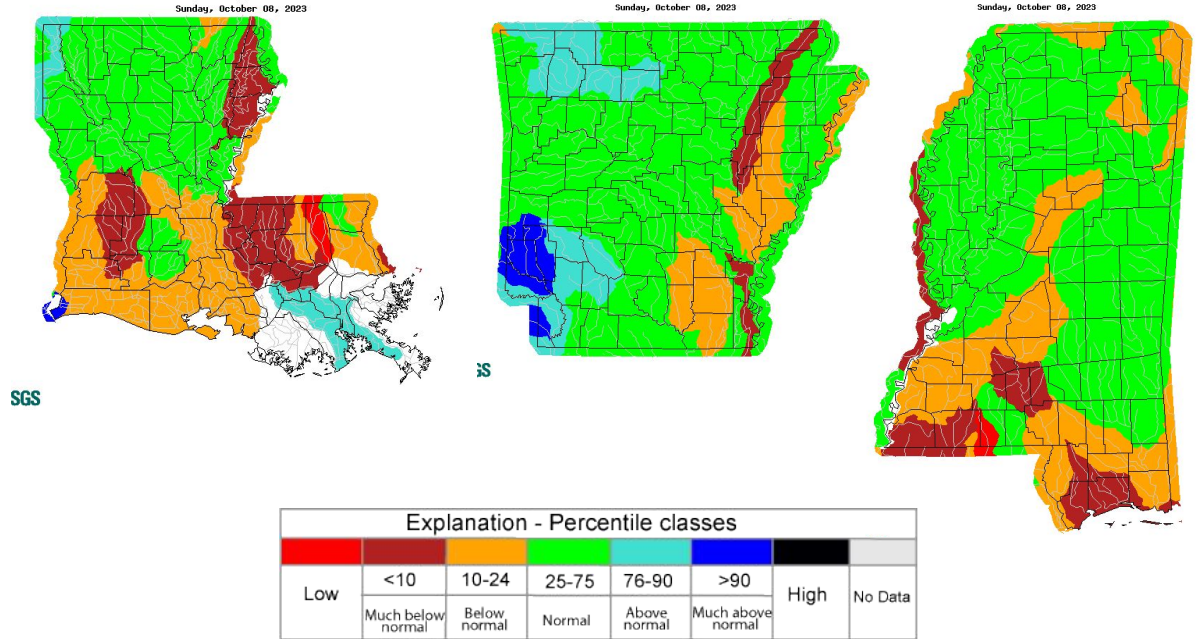 Sunday, October 08, 2023
Sunday, October 08, 2023
Sunday, October 08, 2023
SGS
GS
Explanation - Percentile classes
Low
<10
10-24
25-75
76-90
>90
High
No Data
Much below normal
Below normal
Normal
Above normal
Much above normal